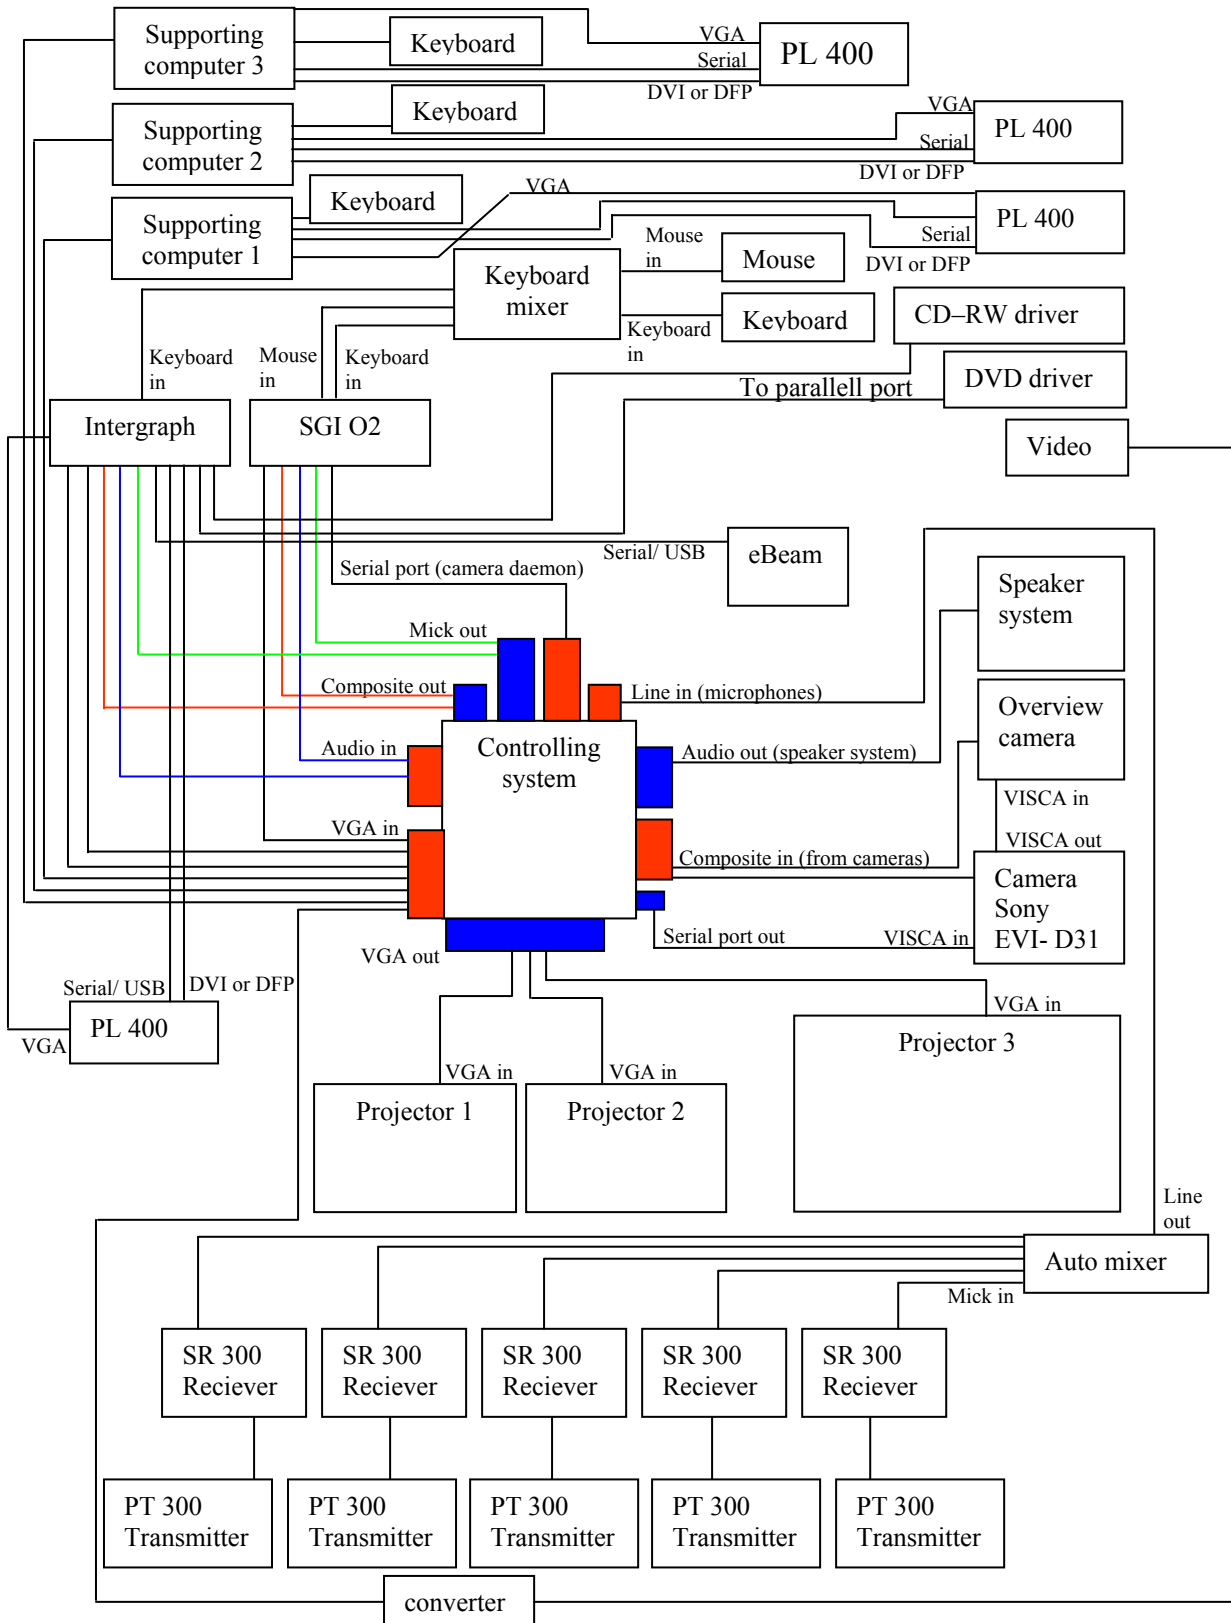 Supporting
computer 3
Keyboard
VGA
Serial
DVI or DFP
PL 400
Supporting
computer 2
Keyboard
VGA
Serial
DVI or DFP
PL 400
Supporting
computer 1
Keyboard
VGA
Serial
DVI or DFP
PL 400
Keyboard
mixer
Mouse
in
Mouse
Keyboard
in
Keyboard
CD–RW driver
Keyboard
in
Mouse
in
Keyboard
in
To parallell port
DVD driver
Intergraph
SGI O2
Video
Serial/ USB
eBeam
Serial port (camera daemon)
Speaker
system
Mick out
Composite out
Line in (microphones)
Overview
camera
Audio in
Controlling
system
Audio out (speaker system)
VISCA in
VGA in
VISCA out
Composite in (from cameras)
Camera
Sony
EVI- D31
Serial port out
VISCA in
VGA out
Serial/ USB
DVI or DFP
PL 400
VGA
VGA in
Projector 3
VGA in
Projector 1
VGA in
Projector 2
Line
out
Auto mixer
Mick in
SR 300
Reciever
SR 300
Reciever
SR 300
Reciever
SR 300
Reciever
SR 300
Reciever
PT 300
Transmitter
PT 300
Transmitter
PT 300
Transmitter
PT 300
Transmitter
PT 300
Transmitter
converter